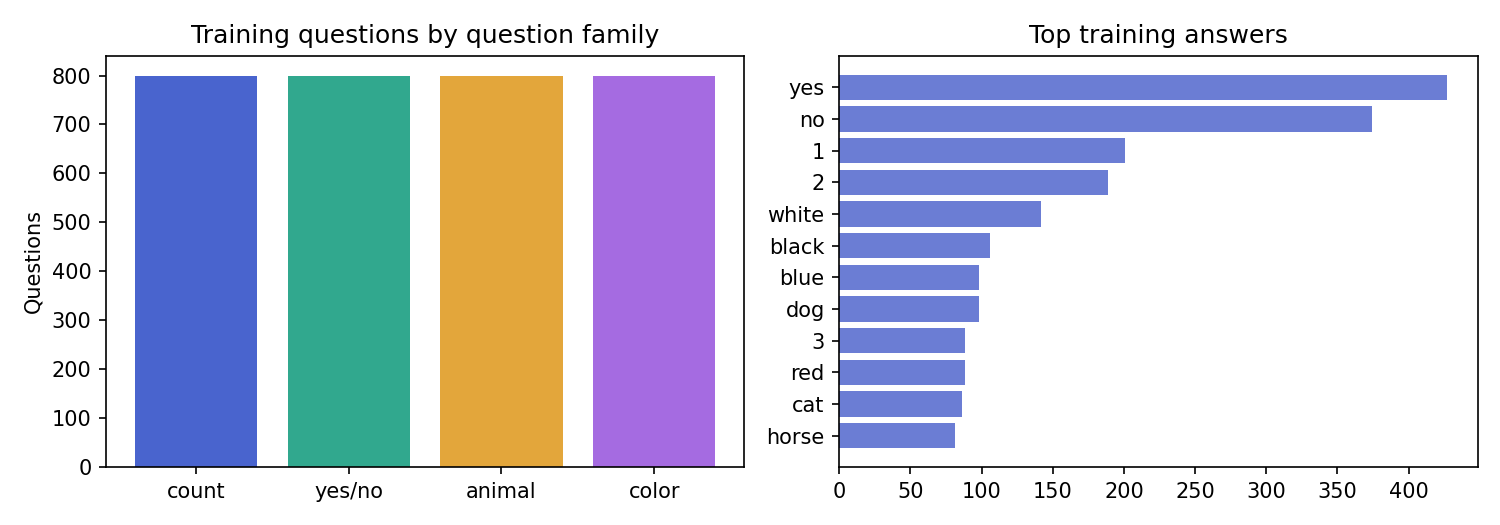 Training questions by question family
Questions
800
700
600
500
400
300
200
100
0
count yes/no animal color
Top training answers
yes
no
1
2
white
black
blue
dog
3
red
cat
horse
0 50 100 150 200 250 300 350 400